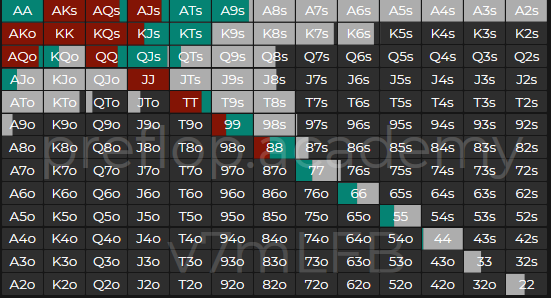 AA AKs AQs AJs ATs A9s A8s A7s A6s A5s A4s A3s A2s
AKo KK KQs KJs KTs K9s K8s K7s K6s K5s K4s K3s K2s
AQo KQo QQ QJs QTs Q9s Q8s Q7s Q6s Q5s Q4s Q3s Q2s
AJo KJo QJo JJ JTs J9s J8s J7s J6s J5s J4s J3s J2s
ATo KTo QTo JTo TT T9s T8s T7s T6s T5s T4s T3s T2s
A9o K9o Q9o J9o T9o 99 98s 97s 96s 95s 94s 93s 92s
A8o K8o Q8o J8o T8o 98o 88 87s 86s 85s 84s 83s 82s
preflop.academy
A7o K7o Q7o J7o T7o 97o 87o 77 76s 75s 74s 73s 72s
A6o K6o Q6o J6o T6o 96o 86o 76o 66 65s 64s 63s 62s
A5o K5o Q5o J5o T5o 95o 85o 75o 65o 55 54s 53s 52s
A4o K4o Q4o J4o T4o 94o 84o 74o 64o 54o 44 43s 42s
v7mLFB
A3o K3o Q3o J3o T3o 93o 83o 73o 63o 53o 43o 33 32s
A2o K2o Q2o J2o T2o 92o 82o 72o 62o 52o 42o 32o 22